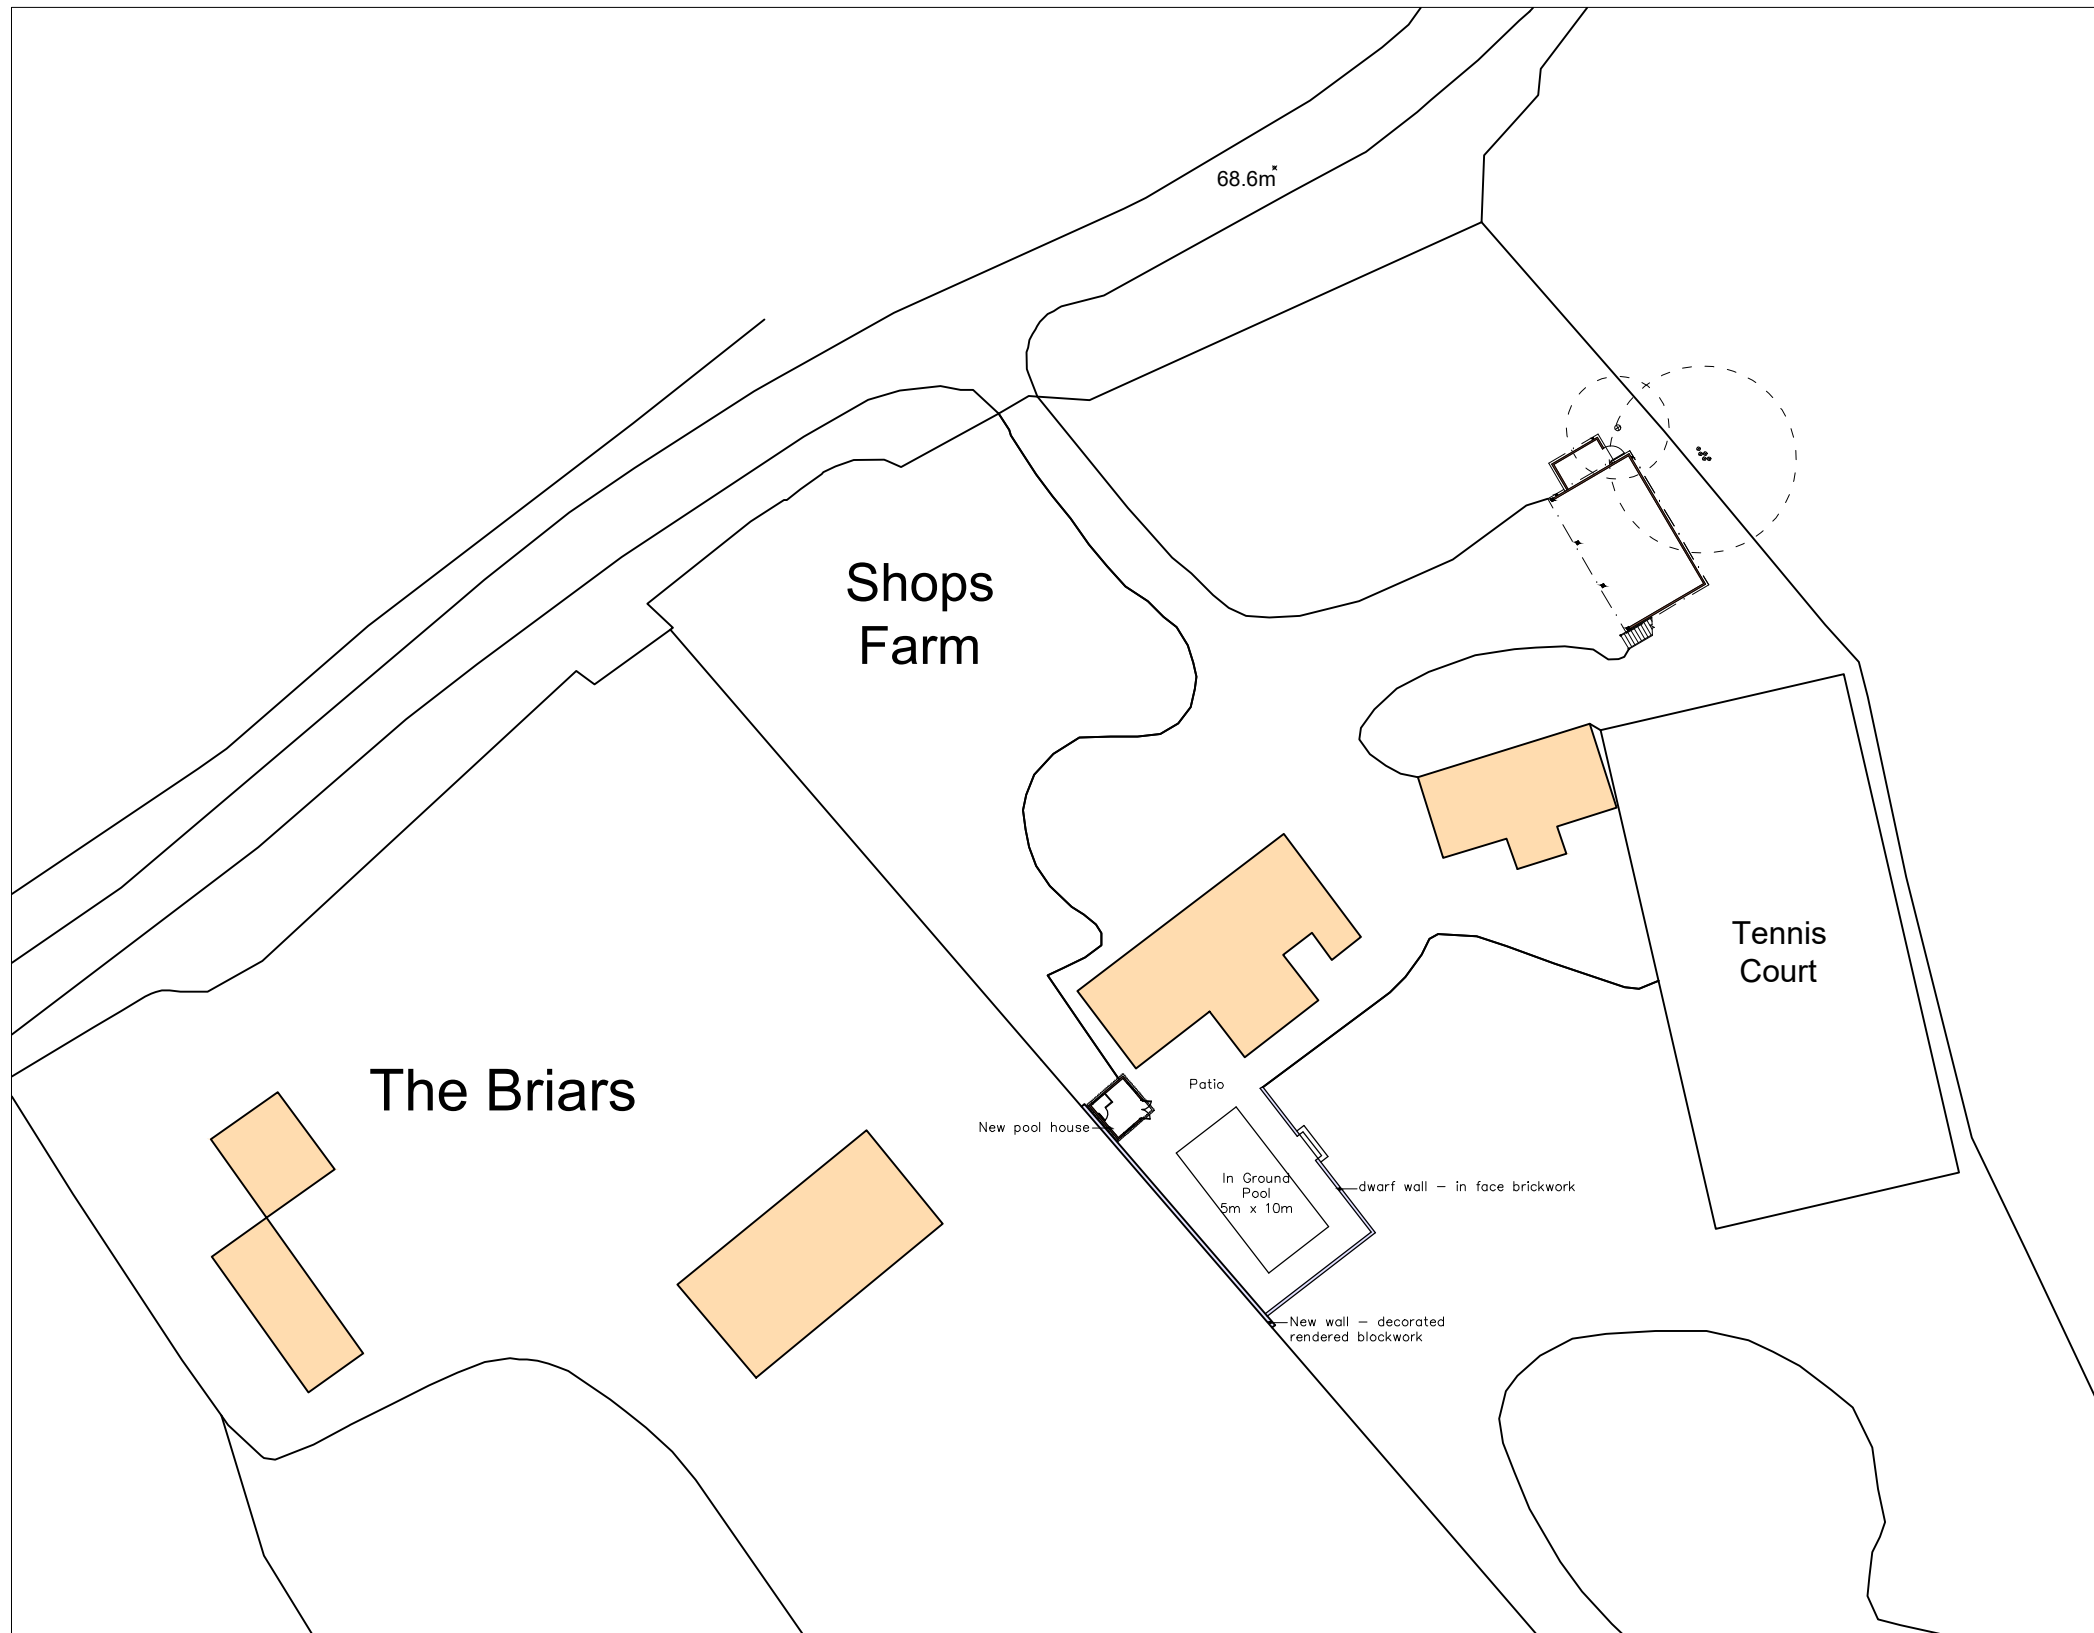 68.6m
Shops
Farm
Tennis
Court
The Briars
Patio
New pool house
In Ground
Pool
5m x 10m
dwarf wall – in face brickwork
New wall – decorated
rendered blockwork